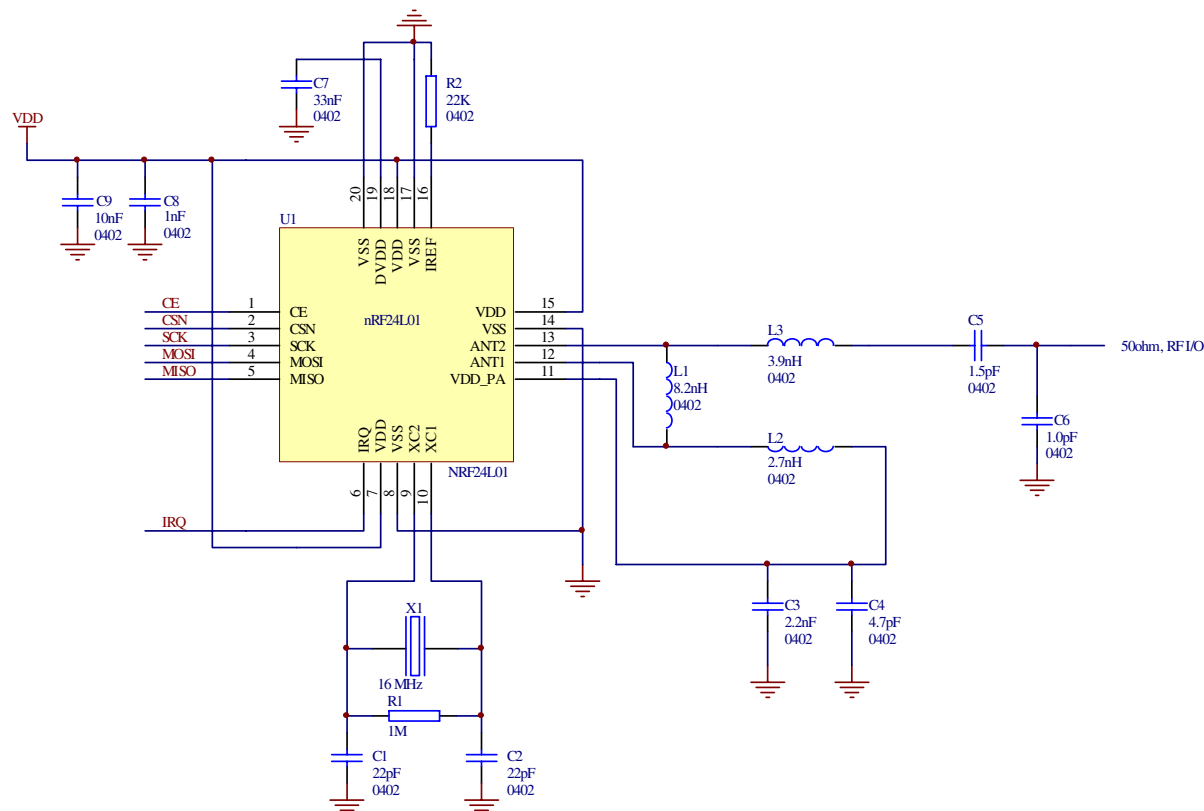 VDD
C7
33nF
0402
R2
22K
0402
C9
10nF
0402
C8
1nF
0402
20
19
18
17
16
U1
VSS
DVDD
VDD
VSS
IREF
nRF24L01
CE
1
CE
CSN
2
CSN
SCK
3
SCK
MOSI
4
MOSI
MISO
5
MISO
VDD
15
VSS
14
ANT2
13
ANT1
12
VDD_PA
11
IRQ
VDD
VSS
XC2
XC1
NRF24L01
6
7
8
9
10
IRQ
L3
3.9nH
0402
C5
1.5pF
0402
50ohm, RF I/O
L1
8.2nH
0402
L2
2.7nH
0402
C6
1.0pF
0402
C3
2.2nF
0402
C4
4.7pF
0402
X1
16 MHz
R1
1M
C1
22pF
0402
C2
22pF
0402